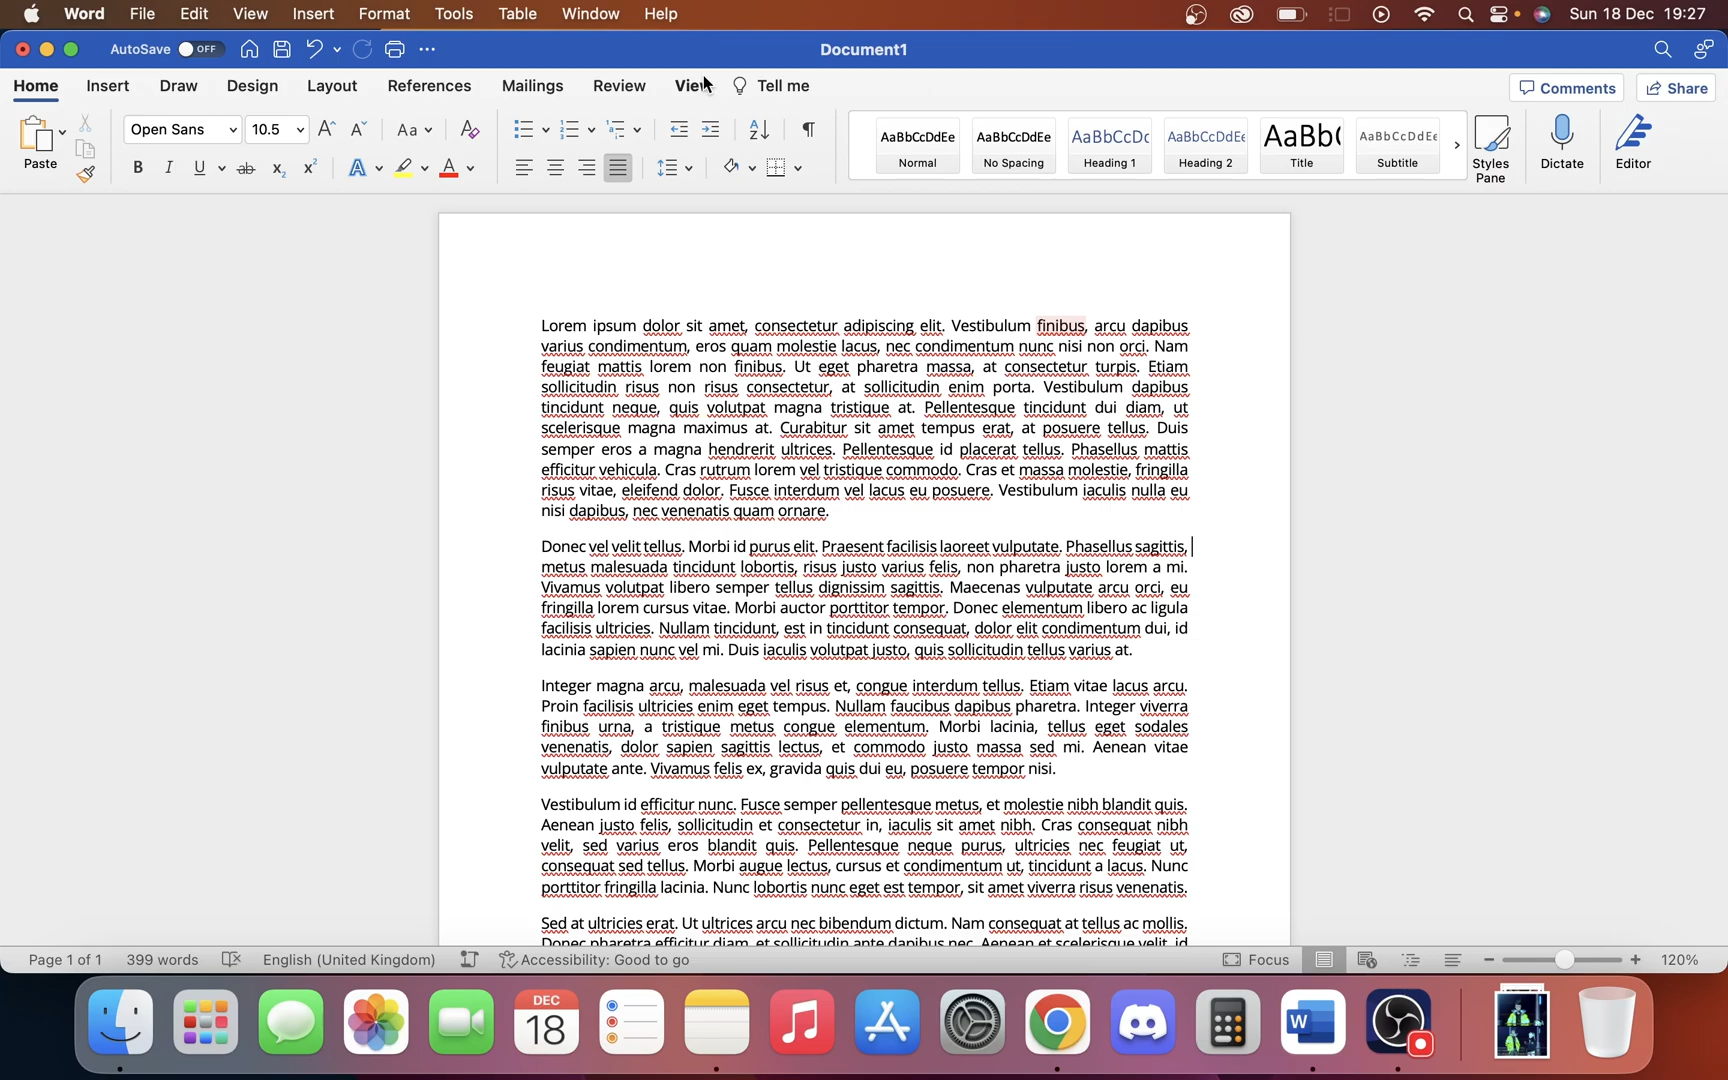 Word File Edit View Insert Format Tools Table Window Help Sun 18 Dec 19:27
AutoSave OFF Document1
Home Insert Draw Design Layout References Mailings Review View Tell me Comments Share
Paste Open Sans 10.5 Aa
AaBbCcDdEe AaBbCcDdEe AaBbCcDc AaBbCcDdEe AaBb( AaBbCcDdEe
Normal No Spacing Heading 1 Heading 2 Title Subtitle
Styles Pane Dictate Editor
Lorem ipsum dolor sit amet, consectetur adipiscing elit. Vestibulum finibus, arcu dapibus
varius condimentum, eros quam molestie lacus, nec condimentum nunc nisi non orci. Nam
feugiat mattis lorem non finibus. Ut eget pharetra massa, at consectetur turpis. Etiam
sollicitudin risus non risus consectetur, at sollicitudin enim porta. Vestibulum dapibus
tincidunt neque, quis volutpat magna tristique at. Pellentesque tincidunt dui diam, ut
scelerisque magna maximus at. Curabitur sit amet tempus erat, at posuere tellus. Duis
semper eros a magna hendrerit ultrices. Pellentesque id placerat tellus. Phasellus mattis
efficitur vehicula. Cras rutrum lorem vel tristique commodo. Cras et massa molestie, fringilla
risus vitae, eleifend dolor. Fusce interdum vel lacus eu posuere. Vestibulum iaculis nulla eu
nisi dapibus, nec venenatis quam ornare.
Donec vel velit tellus. Morbi id purus elit. Praesent facilisis laoreet vulputate. Phasellus sagittis,
metus malesuada tincidunt lobortis, risus justo varius felis, non pharetra justo lorem a mi.
Vivamus volutpat libero semper tellus dignissim sagittis. Maecenas vulputate arcu orci, eu
fringilla lorem cursus vitae. Morbi auctor porttitor tempor. Donec elementum libero ac ligula
facilisis ultricies. Nullam tincidunt, est in tincidunt consequat, dolor elit condimentum dui, id
lacinia sapien nunc vel mi. Duis iaculis volutpat justo, quis sollicitudin tellus varius at.
Integer magna arcu, malesuada vel risus et, congue interdum tellus. Etiam vitae lacus arcu.
Proin facilisis ultricies enim eget tempus. Nullam faucibus dapibus pharetra. Integer viverra
finibus urna, a tristique metus congue elementum. Morbi lacinia, tellus eget sodales
venenatis, dolor sapien sagittis lectus, et commodo justo massa sed mi. Aenean vitae
vulputate ante. Vivamus felis ex, gravida quis dui eu, posuere tempor nisi.
Vestibulum id efficitur nunc. Fusce semper pellentesque metus, et molestie nibh blandit quis.
Aenean justo felis, sollicitudin et consectetur in, iaculis sit amet nibh. Cras consequat nibh
velit, sed varius eros blandit quis. Pellentesque neque purus, ultricies nec feugiat ut,
consequat sed tellus. Morbi augue lectus, cursus et condimentum ut, tincidunt a lacus. Nunc
porttitor fringilla lacinia. Nunc lobortis nunc eget est tempor, sit amet viverra risus venenatis.
Sed at ultricies erat. Ut ultrices arcu nec bibendum dictum. Nam consequat at tellus ac mollis.
Donec pharetra efficitur diam, et sollicitudin ante dapibus nec. Aenean et scelerisque velit, id
Page 1 of 1 399 words English (United Kingdom) Accessibility: Good to go Focus 120%
DEC
18